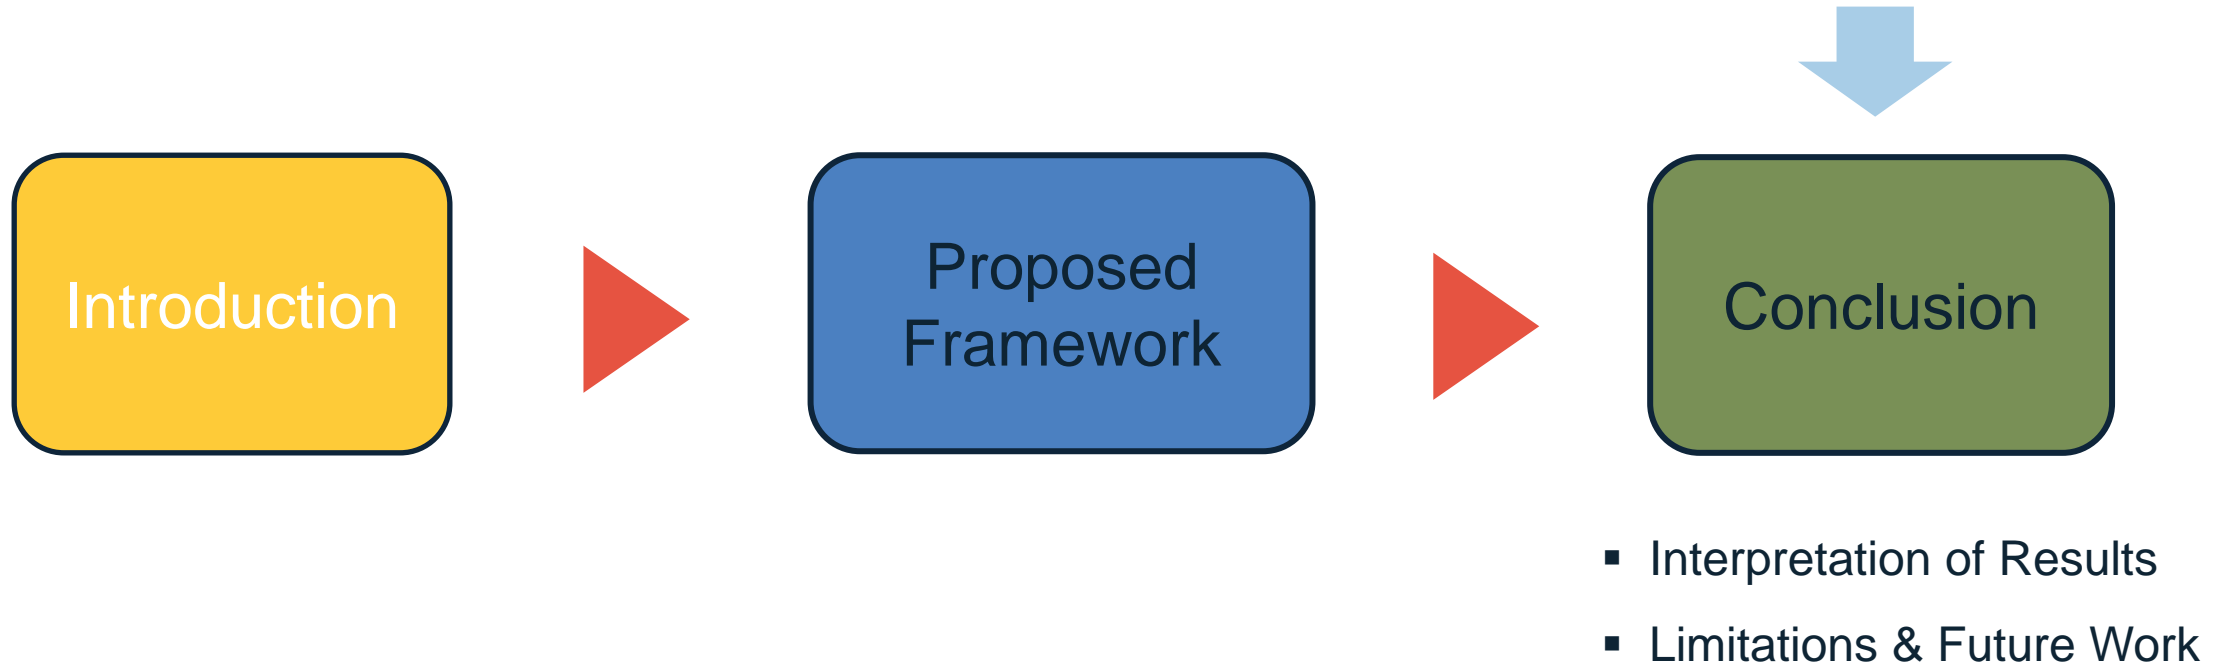 Introduction
Proposed
Framework
Conclusion
▪ Interpretation of Results
▪ Limitations & Future Work